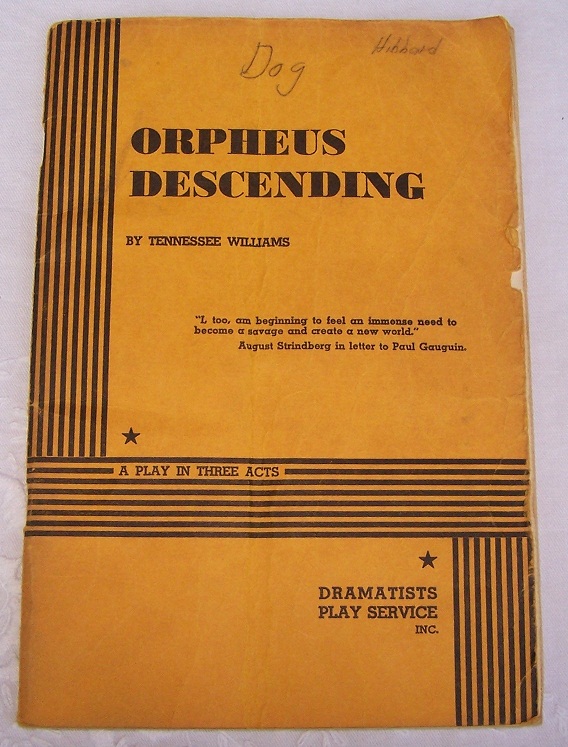 Dog
Hibbard
ORPHEUS
DESCENDING
BY TENNESSEE WILLIAMS
"L too, am beginning to feel an immense need to
become a savage and create a new world."
August Strindberg in letter to Paul Gauguin.
A PLAY IN THREE ACTS
DRAMATISTS
PLAY SERVICE
INC.